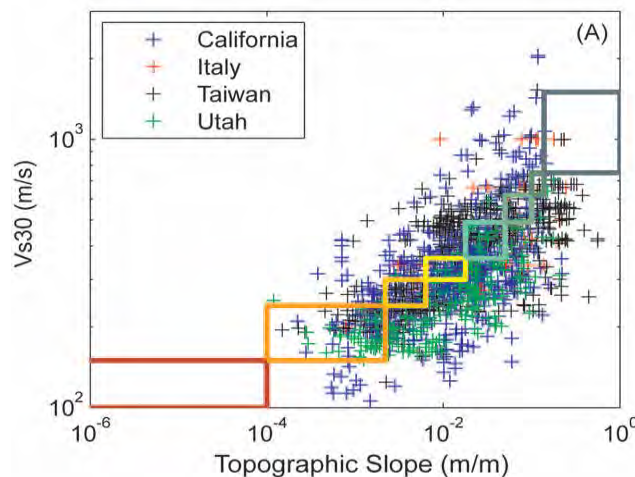 (A)
California
Italy
Taiwan
Utah
10³
Vs30 (m/s)
10²
10⁻⁶
10⁻⁴
10⁻²
10⁰
Topographic Slope (m/m)